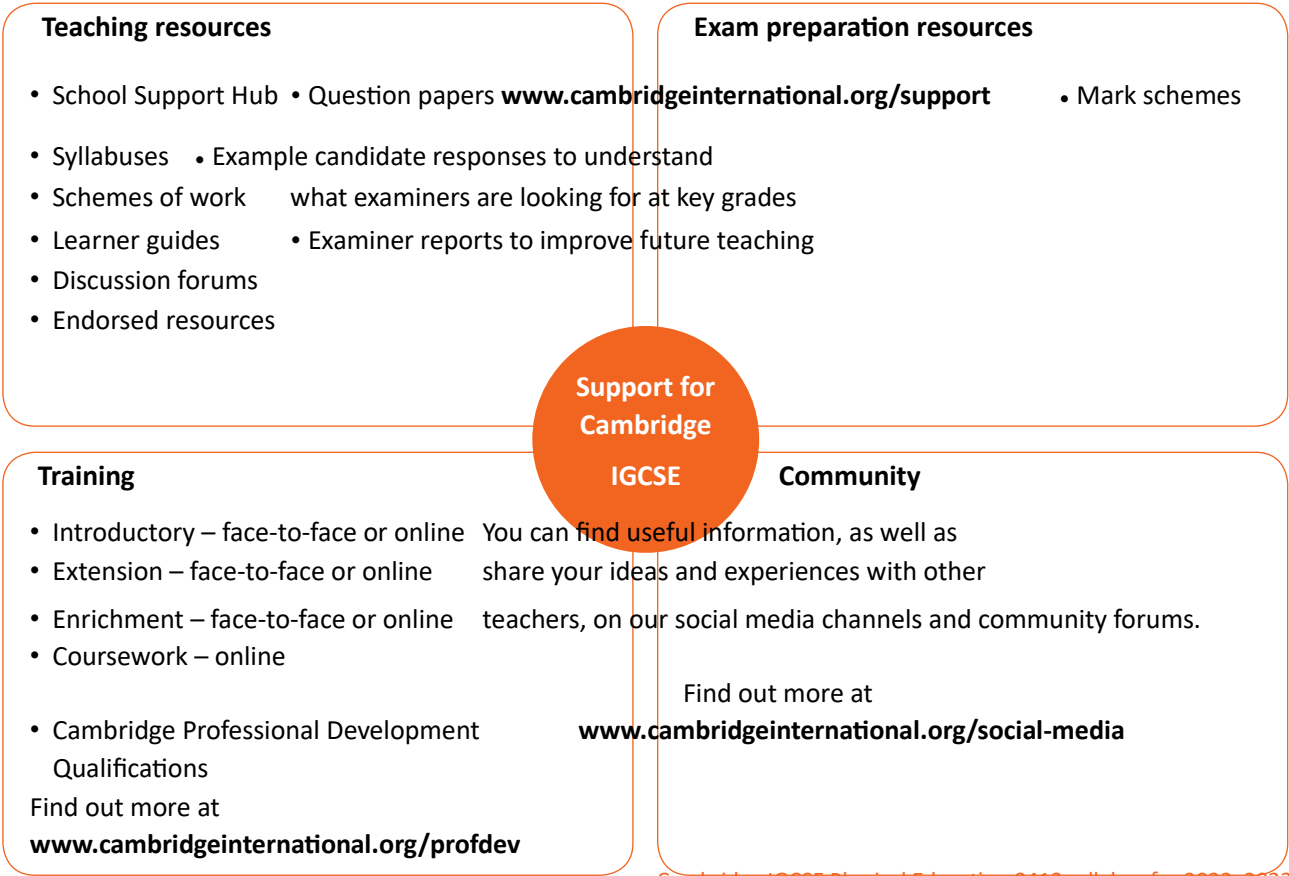 Teaching resources
Exam preparation resources
• School Support Hub • Question papers www.cambridgeinternational.org/support • Mark schemes
• Syllabuses • Example candidate responses to understand
• Schemes of work what examiners are looking for at key grades
• Learner guides • Examiner reports to improve future teaching
• Discussion forums
• Endorsed resources
Support for
Cambridge
IGCSE
Training
Community
• Introductory – face-to-face or online You can find useful information, as well as
• Extension – face-to-face or online share your ideas and experiences with other
• Enrichment – face-to-face or online teachers, on our social media channels and community forums.
• Coursework – online
Find out more at
• Cambridge Professional Development www.cambridgeinternational.org/social-media
Qualifications
Find out more at
www.cambridgeinternational.org/profdev